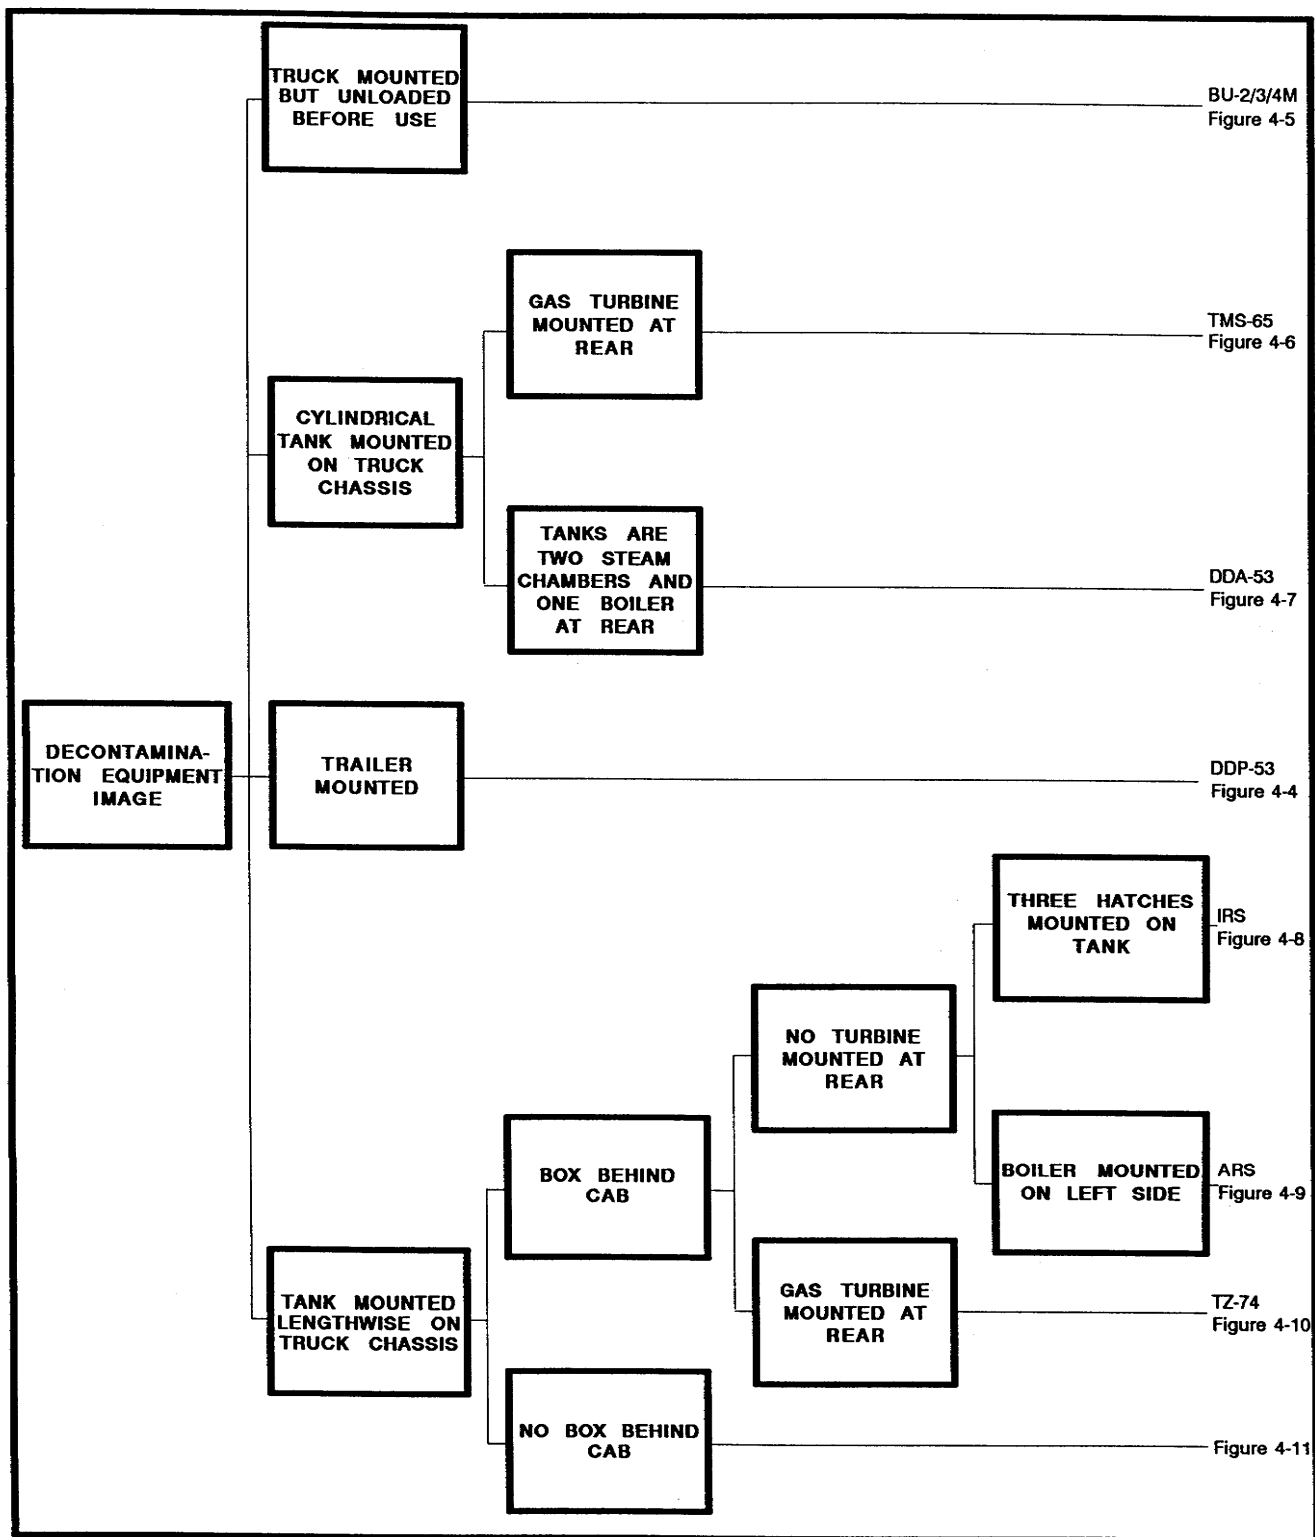 TRUCK MOUNTED
BUT UNLOADED
BEFORE USE
BU-2/3/4M
Figure 4-5
GAS TURBINE
MOUNTED AT
REAR
TMS-65
Figure 4-6
CYLINDRICAL
TANK MOUNTED
ON TRUCK
CHASSIS
TANKS ARE
TWO STEAM
CHAMBERS AND
ONE BOILER
AT REAR
DDA-53
Figure 4-7
DECONTAMINA-
TION EQUIPMENT
IMAGE
TRAILER
MOUNTED
DDP-53
Figure 4-4
THREE HATCHES
MOUNTED ON
TANK
IRS
Figure 4-8
NO TURBINE
MOUNTED AT
REAR
BOX BEHIND
CAB
BOILER MOUNTED
ON LEFT SIDE
ARS
Figure 4-9
TANK MOUNTED
LENGTHWISE ON
TRUCK CHASSIS
GAS TURBINE
MOUNTED AT
REAR
TZ-74
Figure 4-10
NO BOX BEHIND
CAB
Figure 4-11